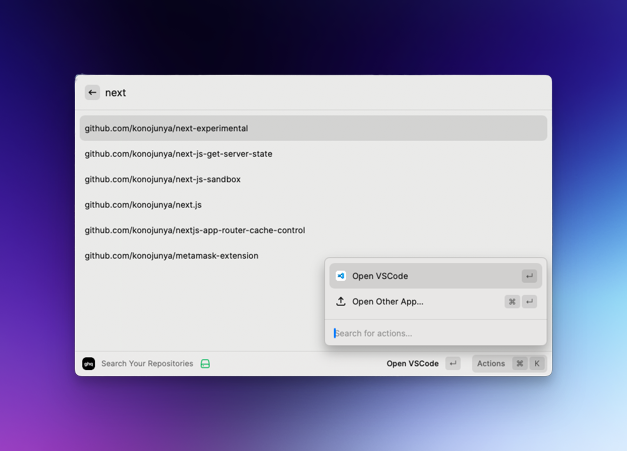 next
github.com/konojunya/next-experimental
github.com/konojunya/next-js-get-server-state
github.com/konojunya/next-js-sandbox
github.com/konojunya/next.js
github.com/konojunya/nextjs-app-router-cache-control
github.com/konojunya/metamask-extension
Open VSCode
Open Other App... ⌘
Search for actions...
ghq Search Your Repositories Open VSCode Actions ⌘ K